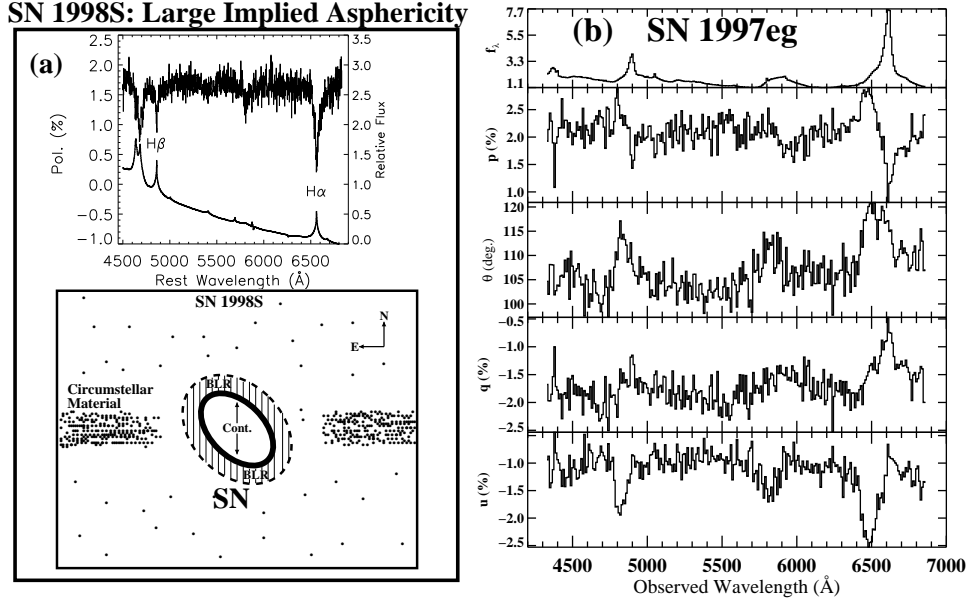 SN 1998S: Large Implied Asphericity
(a)
2.5
2.0
1.5
1.0
0.5
0.0
−0.5
−1.0
Pol. (%)
3.5
3.0
2.5
2.0
1.5
1.0
0.5
0.0
Relative Flux
Hβ
Hα
4500 5000 5500 6000 6500
Rest Wavelength (Å)
SN 1998S
N
E
Circumstellar
Material
BLR
Cont.
BLR
SN
(b) SN 1997eg
7.7
5.5
3.3
1.1
fλ
2.5
2.0
1.5
1.0
p (%)
120
115
110
105
100
θ (deg.)
−0.5
−1.0
−1.5
−2.0
−2.5
q (%)
−1.0
−1.5
−2.0
−2.5
u (%)
4500 5000 5500 6000 6500 7000
Observed Wavelength (Å)